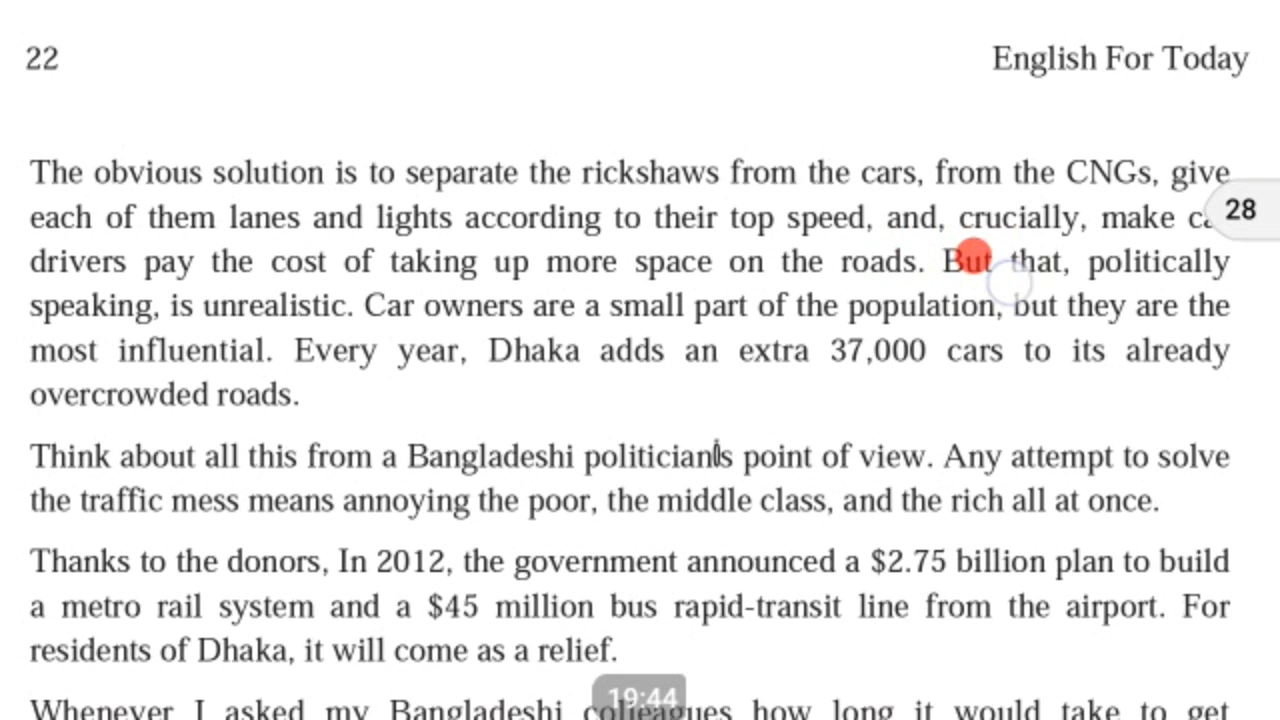 22
English For Today
The obvious solution is to separate the rickshaws from the cars, from the CNGs, give
28
each of them lanes and lights according to their top speed, and, crucially, make
drivers pay the cost of taking up more space on the roads. But that, politically
speaking, is unrealistic. Car owners are a small part of the population, but they are the
most influential. Every year, Dhaka adds an extra 37,000 cars to its already
overcrowded roads.
Think about all this from a Bangladeshi politician's point of view. Any attempt to solve
the traffic mess means annoying the poor, the middle class, and the rich all at once.
Thanks to the donors, In 2012, the government announced a $2.75 billion plan to build
a metro rail system and a $45 million bus rapid-transit line from the airport. For
residents of Dhaka, it will come as a relief.
19:44
Whenever I asked my Bangladeshi colleagues how long it would take to get